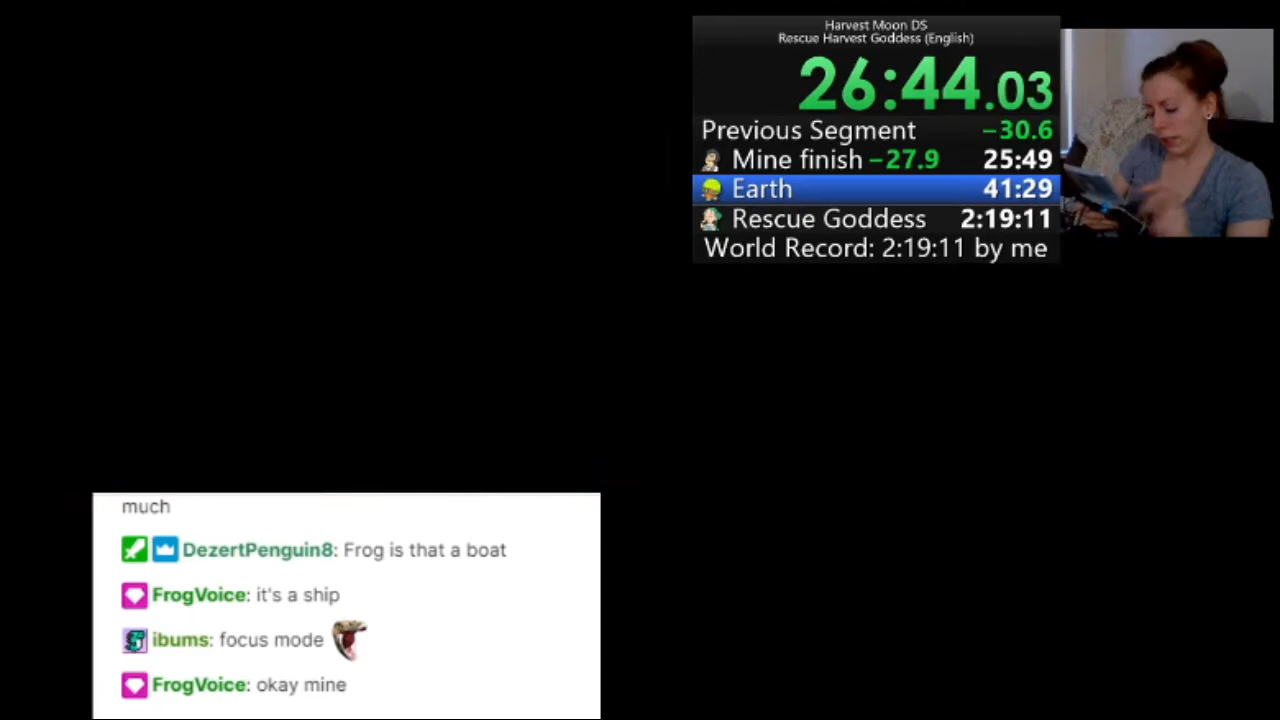 Harvest Moon DS
Rescue Harvest Goddess (English)
26:44.03
Previous Segment -30.6
Mine finish -27.9 25:49
Earth 41:29
Rescue Goddess 2:19:11
World Record: 2:19:11 by me
much
DezertPenguin8: Frog is that a boat
FrogVoice: it's a ship
ibums: focus mode
FrogVoice: okay mine